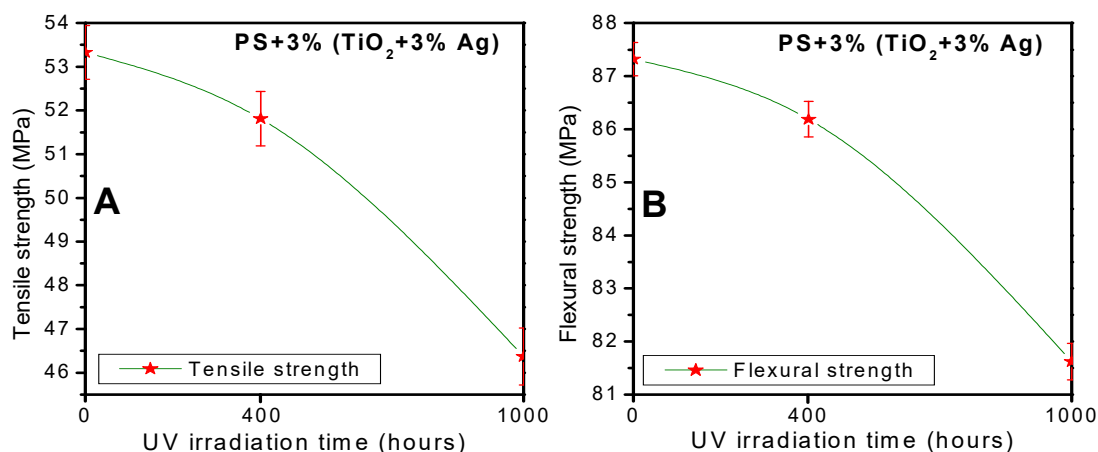 PS+3% (TiO₂+3% Ag)
A
Tensile strength (MPa)
54
53
52
51
50
49
48
47
46
Tensile strength
0
400
1000
UV irradiation time (hours)
PS+3% (TiO₂+3% Ag)
B
Flexural strength (MPa)
88
87
86
85
84
83
82
81
Flexural strength
0
400
1000
UV irradiation time (hours)